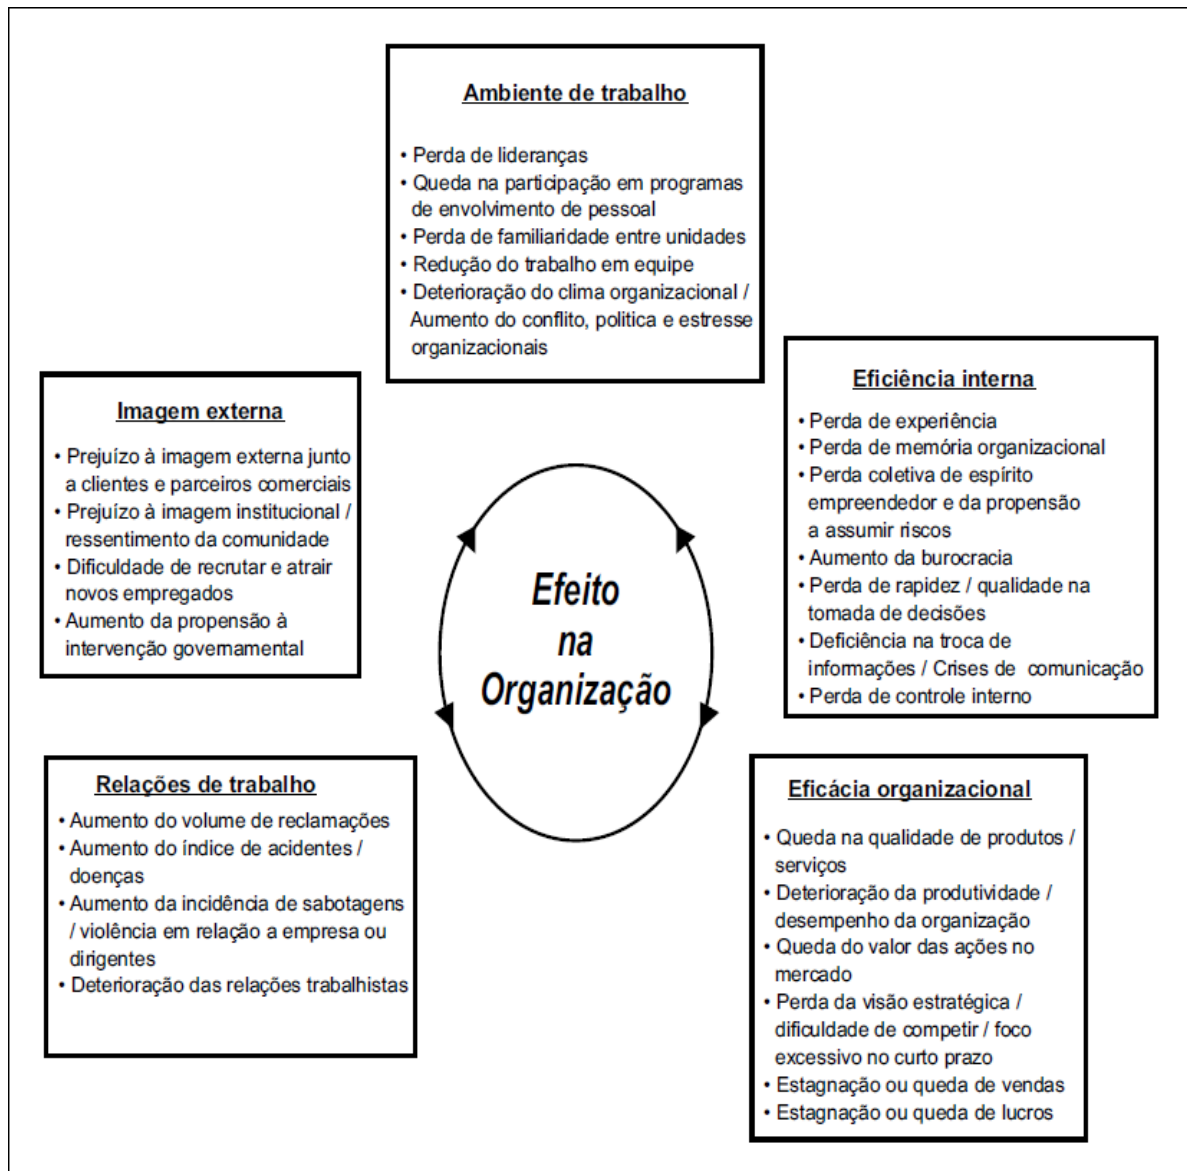 Ambiente de trabalho
• Perda de lideranças
• Queda na participação em programas
de envolvimento de pessoal
• Perda de familiaridade entre unidades
• Redução do trabalho em equipe
• Deterioração do clima organizacional /
Aumento do conflito, politica e estresse
organizacionais
Imagem externa
• Prejuízo à imagem externa junto
a clientes e parceiros comerciais
• Prejuízo à imagem institucional /
ressentimento da comunidade
• Dificuldade de recrutar e atrair
novos empregados
• Aumento da propensão à
intervenção governamental
Eficiência interna
• Perda de experiência
• Perda de memória organizacional
• Perda coletiva de espírito
empreendedor e da propensão
a assumir riscos
• Aumento da burocracia
• Perda de rapidez / qualidade na
tomada de decisões
• Deficiência na troca de
informações / Crises de comunicação
• Perda de controle interno
Efeito
na
Organização
Relações de trabalho
• Aumento do volume de reclamações
• Aumento do índice de acidentes /
doenças
• Aumento da incidência de sabotagens
/ violência em relação a empresa ou
dirigentes
• Deterioração das relações trabalhistas
Eficácia organizacional
• Queda na qualidade de produtos /
serviços
• Deterioração da produtividade /
desempenho da organização
• Queda do valor das ações no
mercado
• Perda da visão estratégica /
dificuldade de competir / foco
excessivo no curto prazo
• Estagnação ou queda de vendas
• Estagnação ou queda de lucros